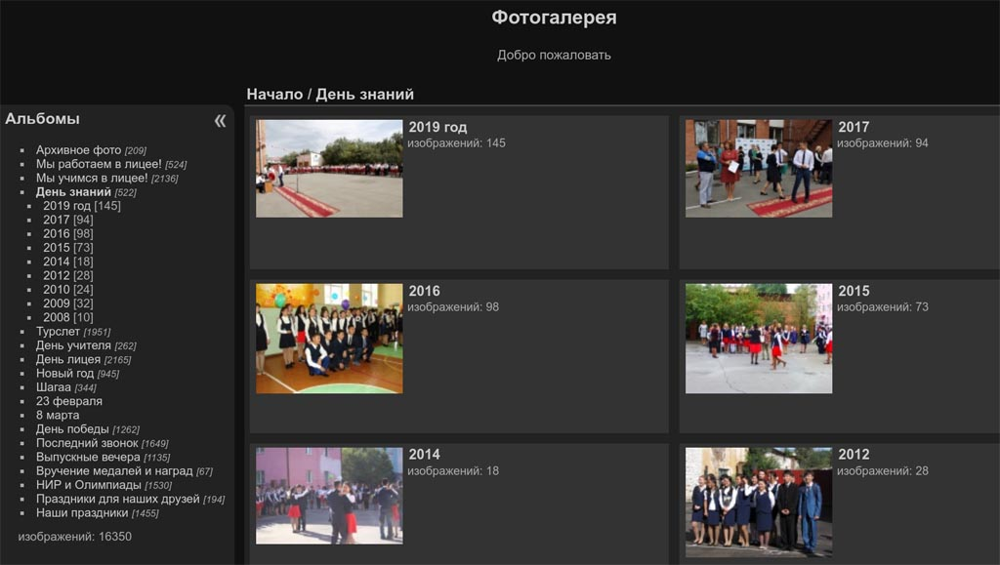 Фотогалерея
Добро пожаловать
Начало / День знаний
Альбомы
«
Архивное фото [209]
Мы работаем в лицее! [524]
Мы учимся в лицее! [2136]
День знаний [522]
2019 год [145]
2017 [94]
2016 [98]
2015 [73]
2014 [18]
2012 [28]
2010 [24]
2009 [32]
2008 [10]
Турслет [1951]
День учителя [262]
День лицея [2165]
Новый год [945]
Шагаа [344]
23 февраля
8 марта
День победы [1262]
Последний звонок [1649]
Выпускные вечера [1135]
Вручение медалей и наград [67]
НИР и Олимпиады [1530]
Праздники для наших друзей [194]
Наши праздники [1455]
изображений: 16350
2019 год
изображений: 145
2017
изображений: 94
2016
изображений: 98
2015
изображений: 73
2014
изображений: 18
2012
изображений: 28